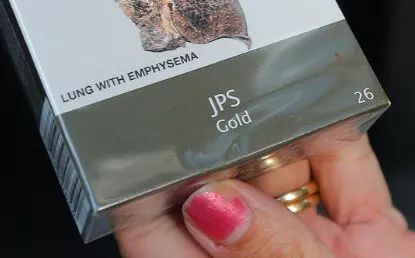 LUNG WITH EMPHYSEMA
JPS
Gold
26